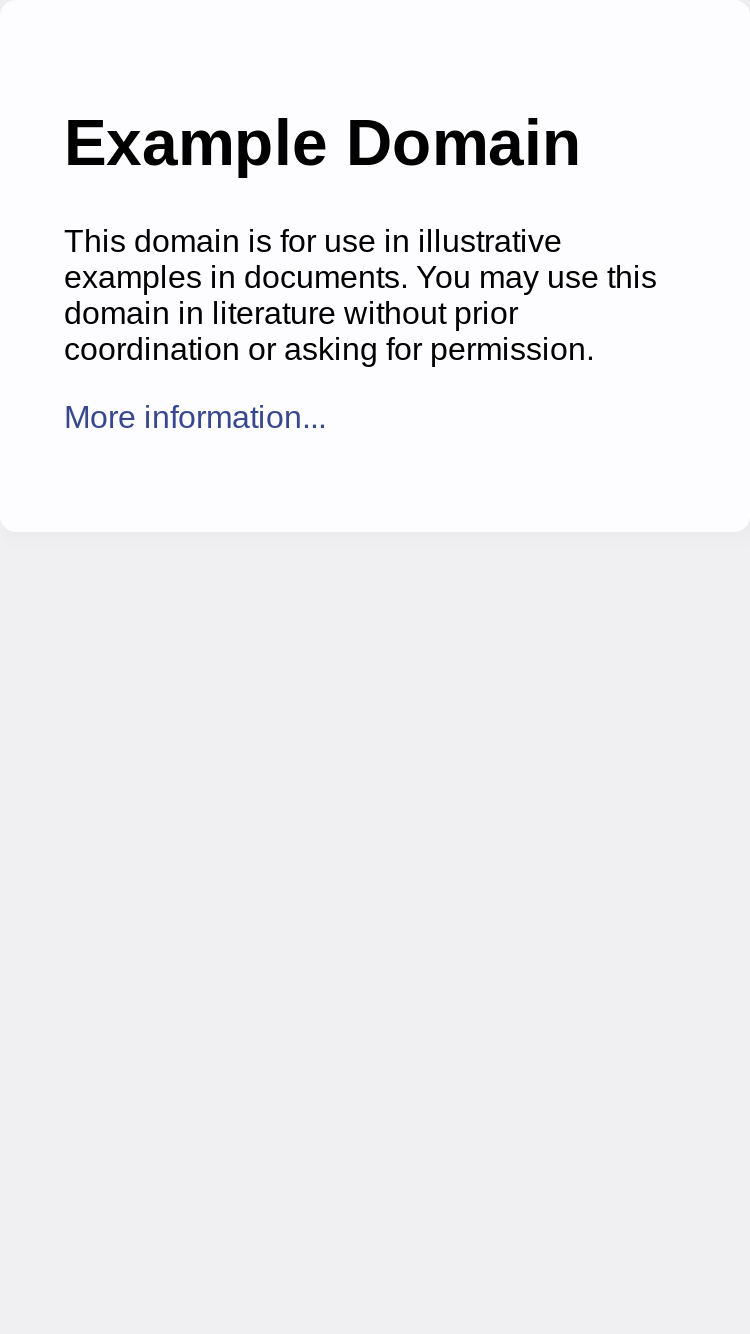 Example Domain
This domain is for use in illustrative
examples in documents. You may use this
domain in literature without prior
coordination or asking for permission.
More information...